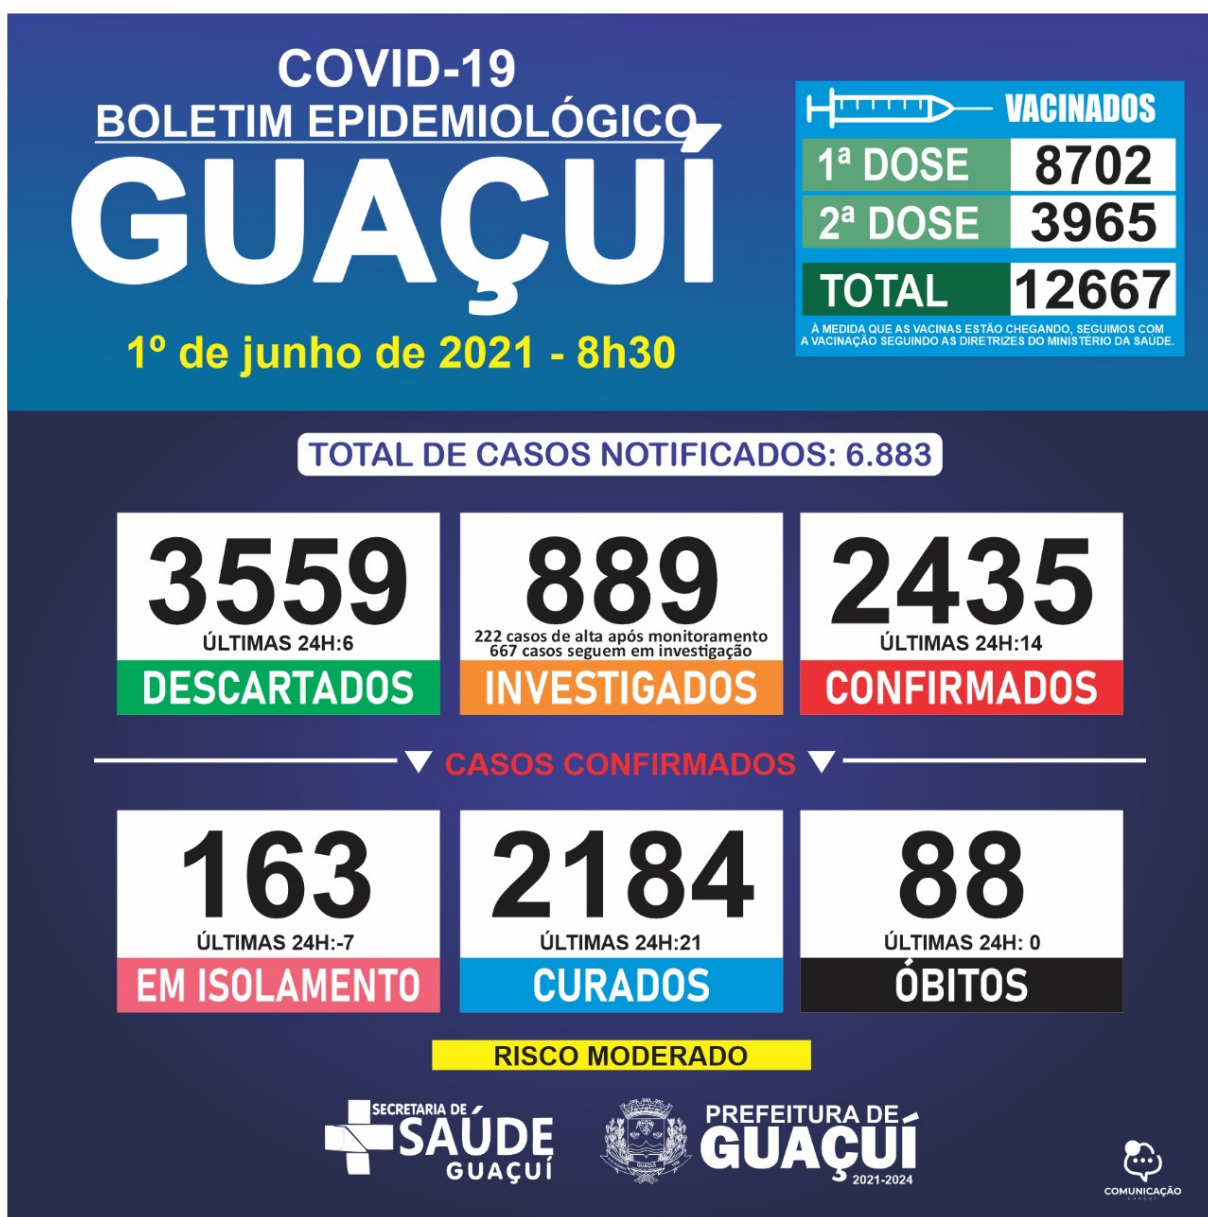 COVID-19
BOLETIM EPIDEMIOLÓGICO
GUAÇUÍ
1º de junho de 2021 - 8h30
VACINADOS
1ª DOSE 8702
2ª DOSE 3965
TOTAL 12667
À MEDIDA QUE AS VACINAS ESTÃO CHEGANDO, SEGUIMOS COM
A VACINAÇÃO SEGUINDO AS DIRETRIZES DO MINISTÉRIO DA SAÚDE.
TOTAL DE CASOS NOTIFICADOS: 6.883
3559
ÚLTIMAS 24H:6
DESCARTADOS
889
222 casos de alta após monitoramento
667 casos seguem em investigação
INVESTIGADOS
2435
ÚLTIMAS 24H:14
CONFIRMADOS
CASOS CONFIRMADOS
163
ÚLTIMAS 24H:-7
EM ISOLAMENTO
2184
ÚLTIMAS 24H:21
CURADOS
88
ÚLTIMAS 24H: 0
ÓBITOS
RISCO MODERADO
SECRETARIA DE
SAÚDE
GUAÇUÍ
PREFEITURA DE
GUAÇUÍ
2021-2024
COMUNICAÇÃO